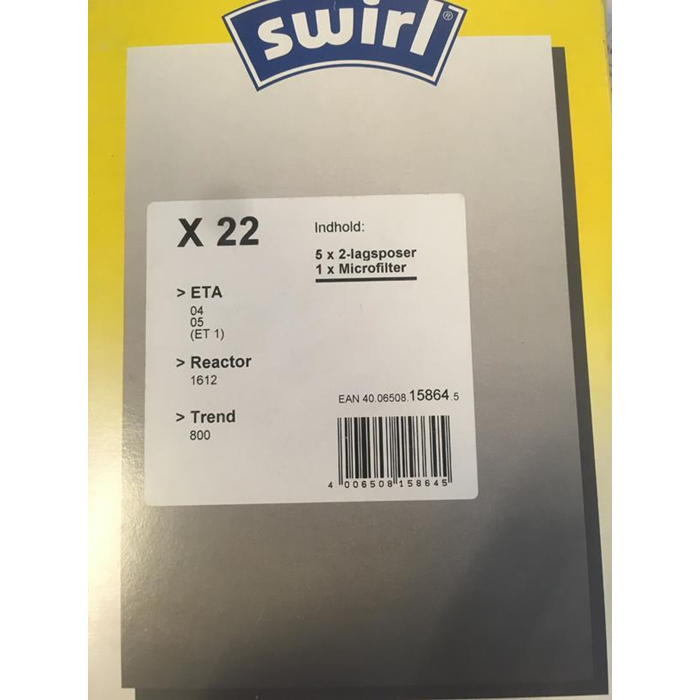 swirl®
X 22
Indhold:
5 x 2-lagsposer
1 x Microfilter
> ETA
04
05
(ET 1)
> Reactor
1612
> Trend
800
EAN 40.06508.15864.5
4 006508 158645